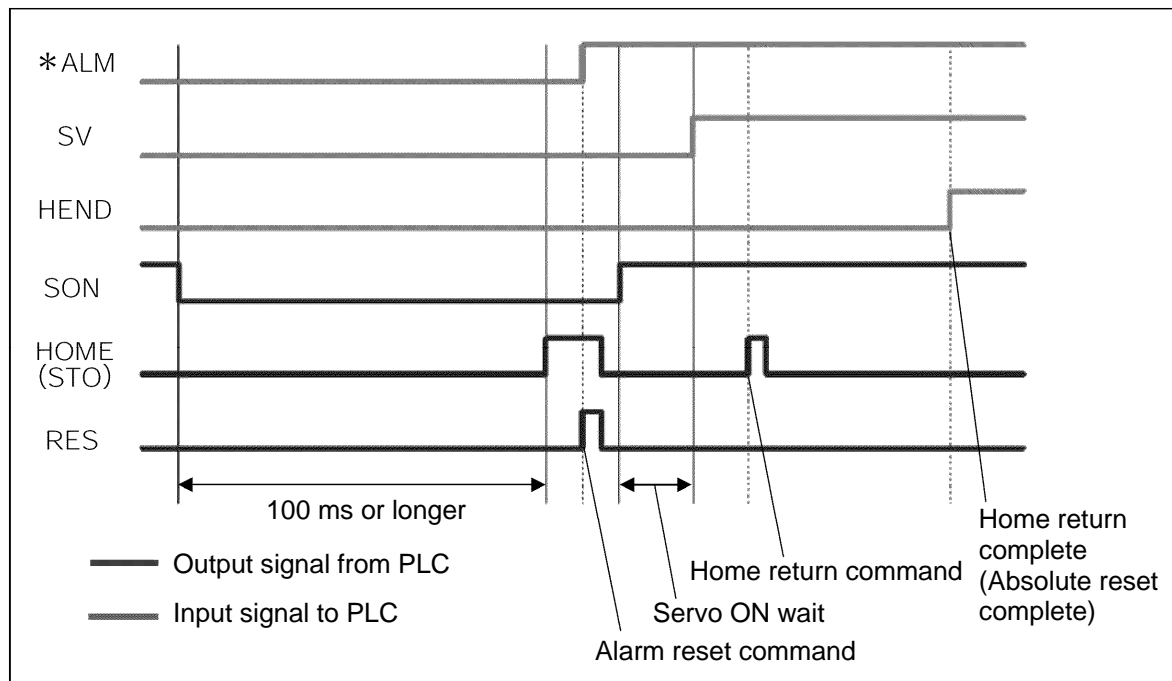 *ALM
SV
HEND
SON
HOME
(STO)
RES
100 ms or longer
Output signal from PLC
Input signal to PLC
Home return command
Servo ON wait
Alarm reset command
Home return
complete
(Absolute reset
complete)